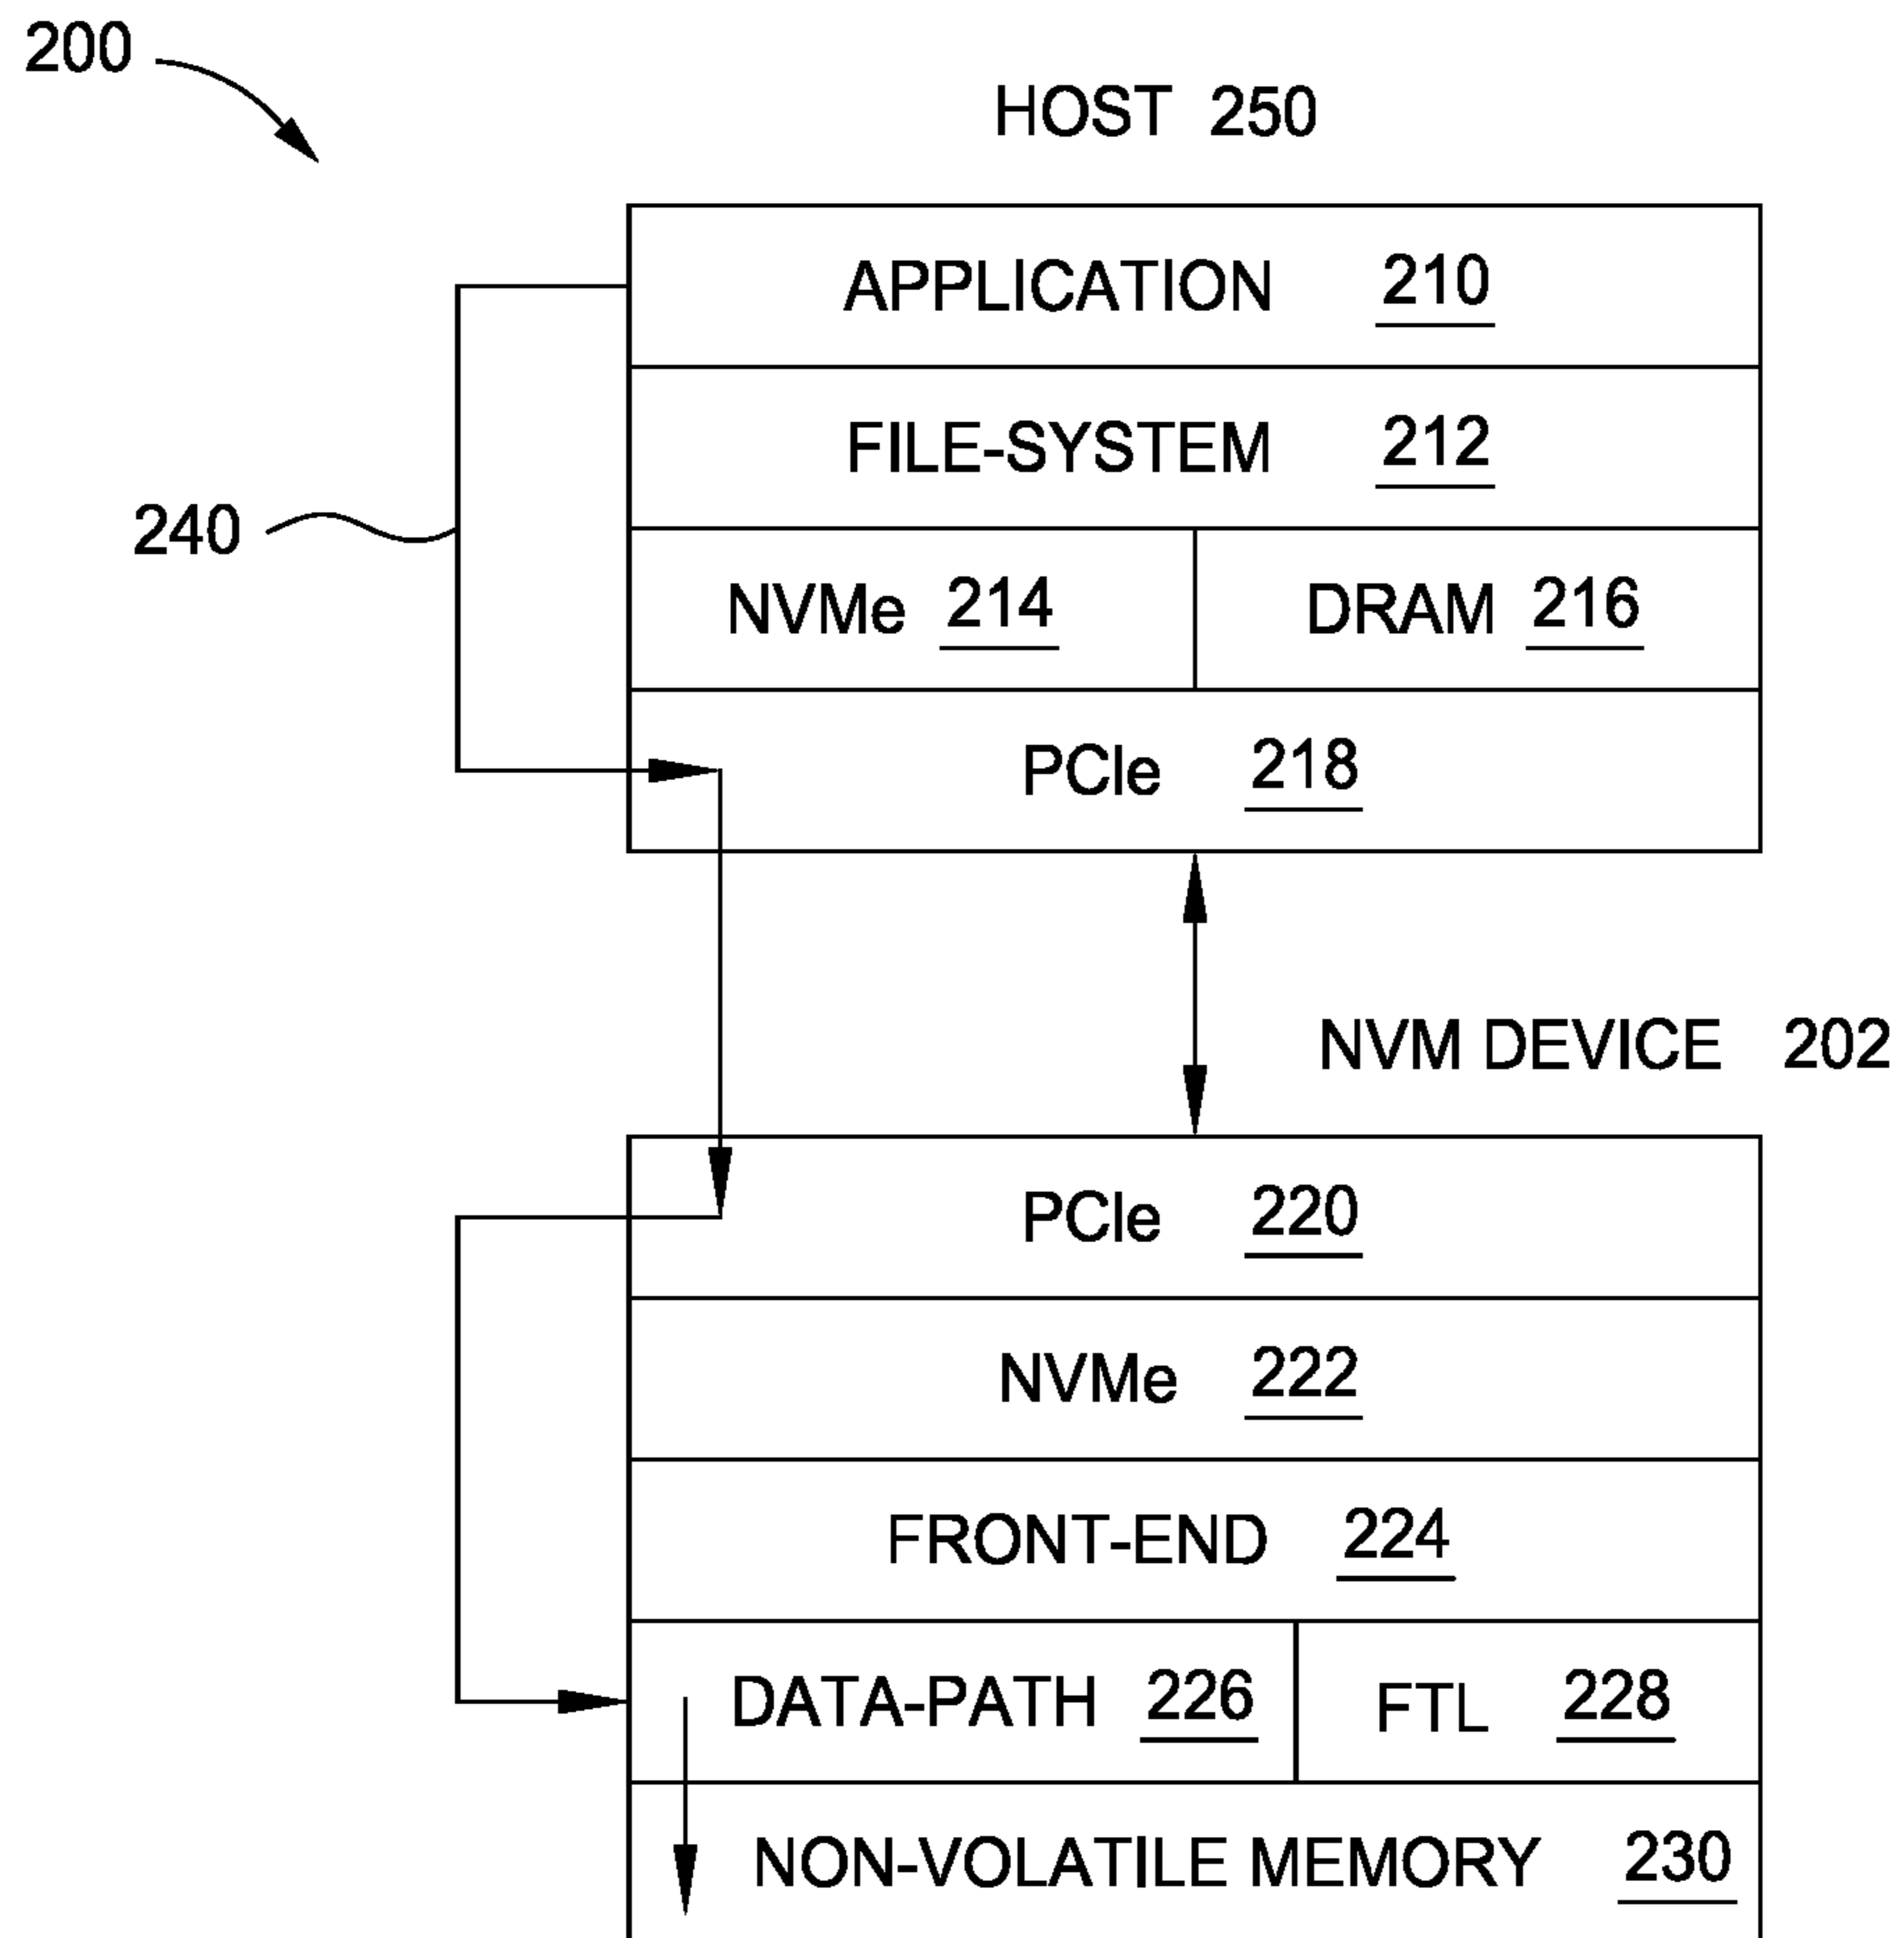 200
HOST 250
APPLICATION 210
FILE-SYSTEM 212
240
NVMe 214 DRAM 216
PCIe 218
NVM DEVICE 202
PCIe 220
NVMe 222
FRONT-END 224
DATA-PATH 226 FTL 228
NON-VOLATILE MEMORY 230